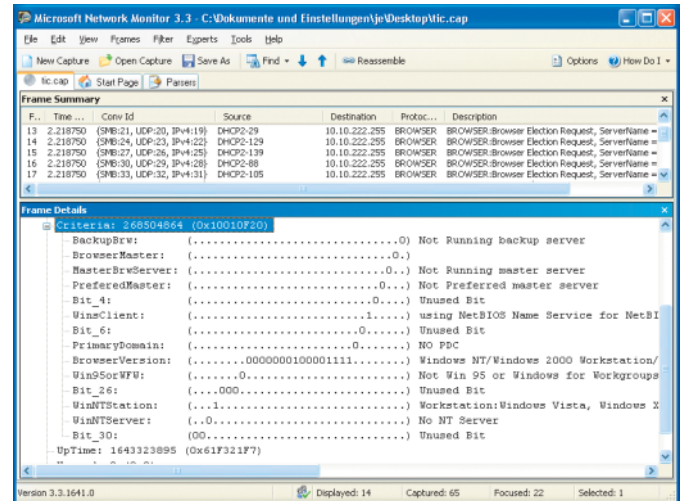 Microsoft Network Monitor 3.3 - C:\Dokumente und Einstellungen\je\Desktop\tic.cap
File Edit View Frames Filter Experts Tools Help
New Capture Open Capture Save As Find Reassemble Options How Do I
tic.cap Start Page Parsers
Frame Summary
F... Time ... Conv Id Source Destination Protoc... Description
13 2.218750 {SMB:21, UDP:20, IPv4:19} DHCP2-29 10.10.222.255 BROWSER BROWSER:Browser Election Request, ServerName =
14 2.218750 {SMB:24, UDP:23, IPv4:22} DHCP2-129 10.10.222.255 BROWSER BROWSER:Browser Election Request, ServerName =
15 2.218750 {SMB:27, UDP:26, IPv4:25} DHCP2-139 10.10.222.255 BROWSER BROWSER:Browser Election Request, ServerName =
16 2.218750 {SMB:30, UDP:29, IPv4:28} DHCP2-88 10.10.222.255 BROWSER BROWSER:Browser Election Request, ServerName =
17 2.218750 {SMB:33, UDP:32, IPv4:31} DHCP2-105 10.10.222.255 BROWSER BROWSER:Browser Election Request, ServerName =
Frame Details
Criteria: 268504864 (0x10010F20)
BackupBrw: (...............................0) Not Running backup server
BrowserMaster: (..............................0.)
MasterBrwServer: (.............................0..) Not Running master server
PreferedMaster: (............................0...) Not Preferred master server
Bit_4: (...........................0....) Unused Bit
WinsClient: (..........................1.....) using NetBIOS Name Service for NetBI
Bit_6: (.........................0......) Unused Bit
PrimaryDomain: (........................0.......) NO PDC
BrowserVersion: (........0000000100001111........) Windows NT/Windows 2000 Workstation/
Win95orWFW: (.......0........................) Not Win 95 or Windows for Workgroups
Bit_26: (....000.........................) Unused Bit
WinNTStation: (...1............................) Workstation:Windows Vista, Windows X
WinNTServer: (..0.............................) No NT Server
Bit_30: (00..............................) Unused Bit
UpTime: 1643323895 (0x61F321F7)
Version 3.3.1641.0 Displayed: 14 Captured: 65 Focused: 22 Selected: 1